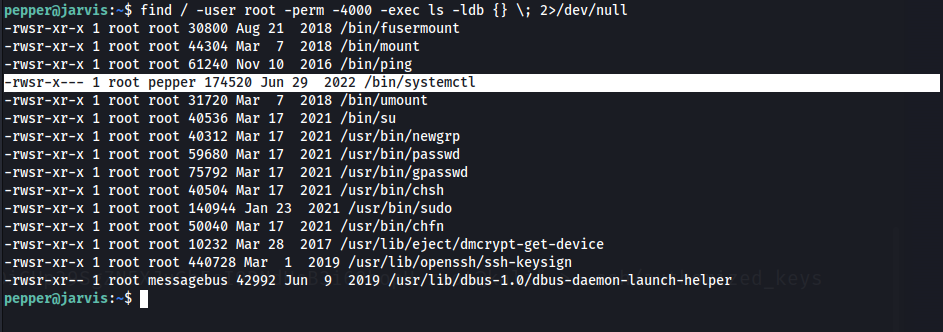 pepper@jarvis:~$ find / -user root -perm -4000 -exec ls -ldb {} \; 2>/dev/null
-rwsr-xr-x 1 root root 30800 Aug 21  2018 /bin/fusermount
-rwsr-xr-x 1 root root 44304 Mar  7  2018 /bin/mount
-rwsr-xr-x 1 root root 61240 Nov 10  2016 /bin/ping
-rwsr-x--- 1 root pepper 174520 Jun 29  2022 /bin/systemctl
-rwsr-xr-x 1 root root 31720 Mar  7  2018 /bin/umount
-rwsr-xr-x 1 root root 40536 Mar 17  2021 /bin/su
-rwsr-xr-x 1 root root 40312 Mar 17  2021 /usr/bin/newgrp
-rwsr-xr-x 1 root root 59680 Mar 17  2021 /usr/bin/passwd
-rwsr-xr-x 1 root root 75792 Mar 17  2021 /usr/bin/gpasswd
-rwsr-xr-x 1 root root 40504 Mar 17  2021 /usr/bin/chsh
-rwsr-xr-x 1 root root 140944 Jan 23  2021 /usr/bin/sudo
-rwsr-xr-x 1 root root 50040 Mar 17  2021 /usr/bin/chfn
-rwsr-xr-x 1 root root 10232 Mar 28  2017 /usr/lib/eject/dmcrypt-get-device
-rwsr-xr-x 1 root root 440728 Mar  1  2019 /usr/lib/openssh/ssh-keysign
-rwsr-xr-- 1 root messagebus 42992 Jun  9  2019 /usr/lib/dbus-1.0/dbus-daemon-launch-helper
pepper@jarvis:~$